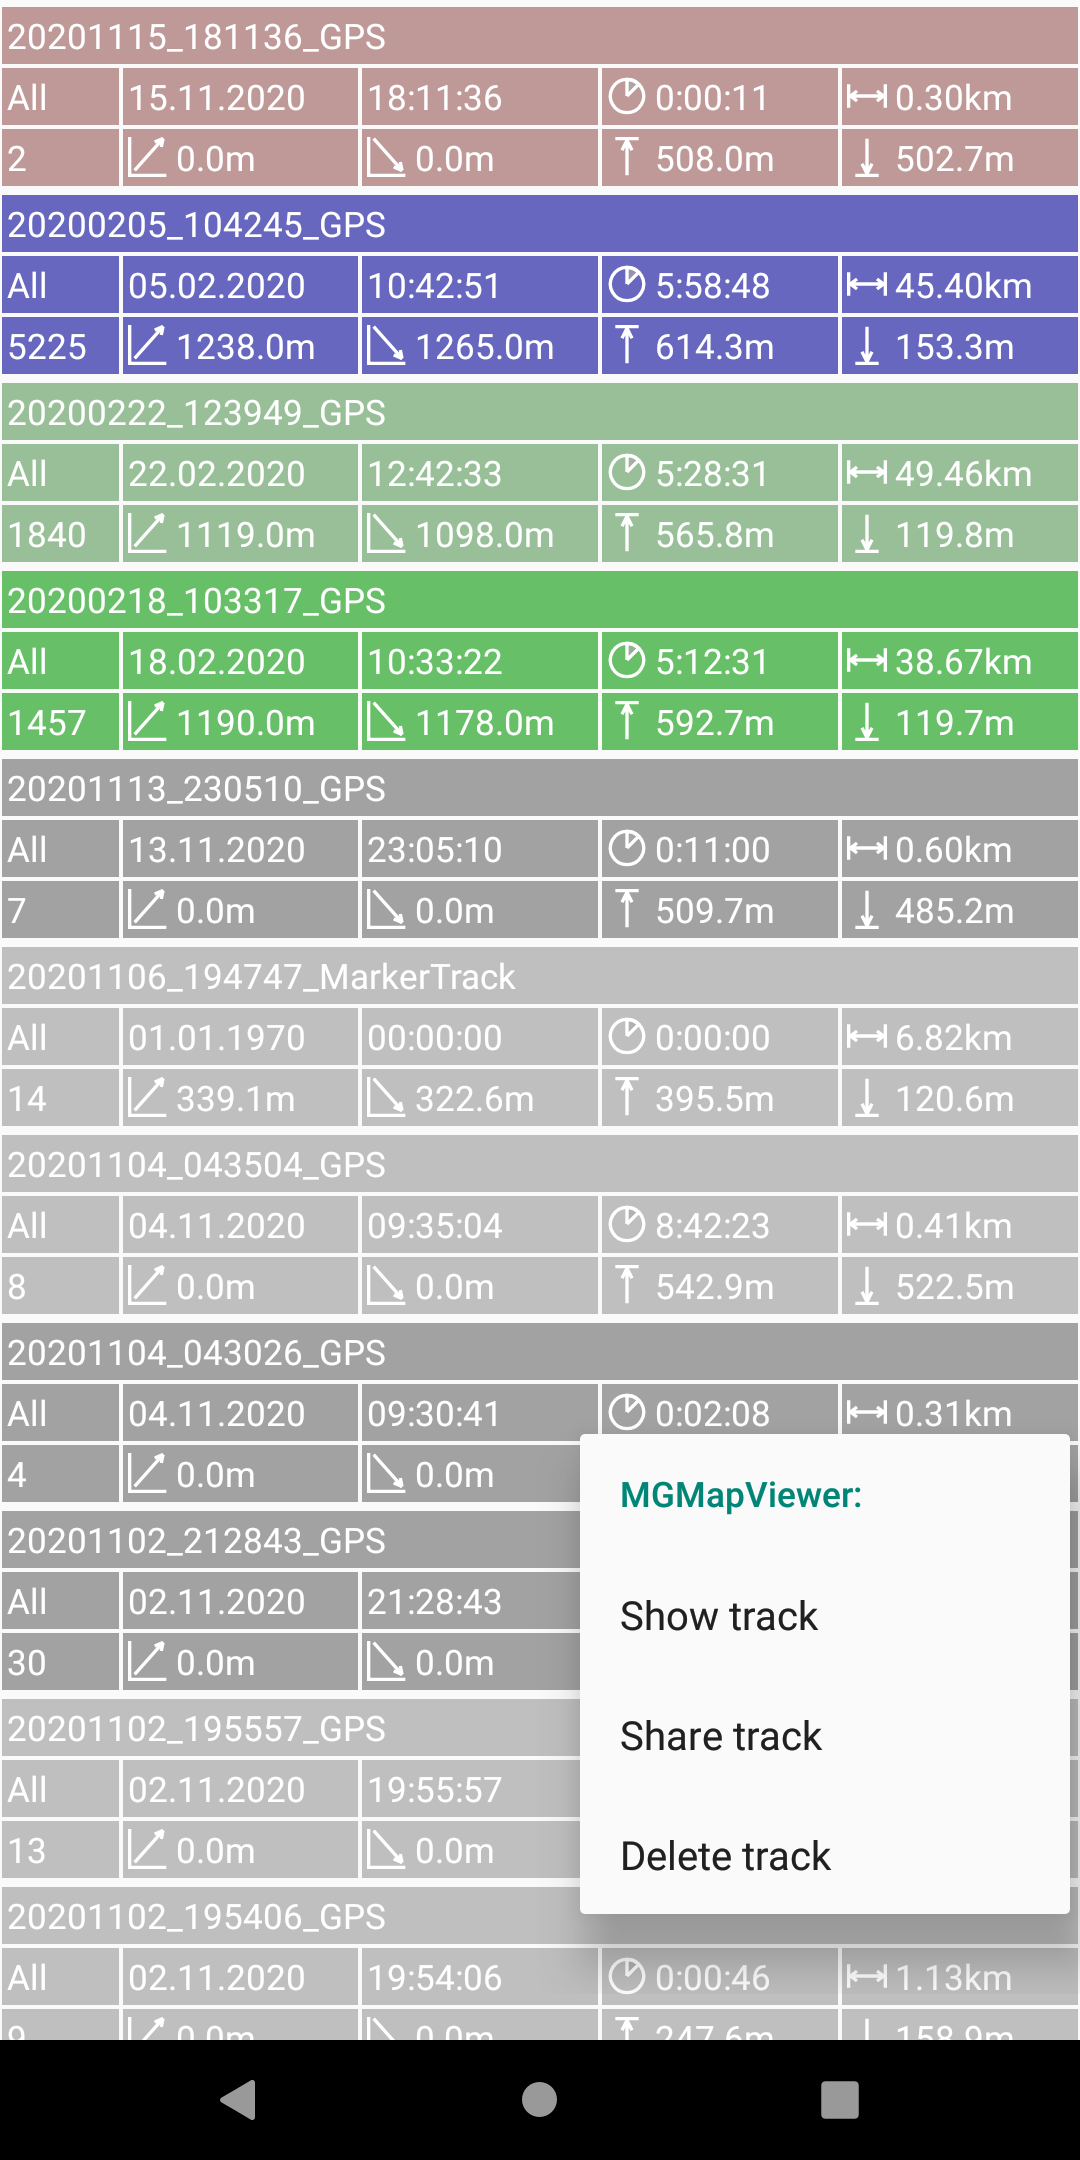 20201115_181136_GPS
All 15.11.2020 18:11:36 0:00:11 0.30km
2 0.0m 0.0m 508.0m 502.7m
20200205_104245_GPS
All 05.02.2020 10:42:51 5:58:48 45.40km
5225 1238.0m 1265.0m 614.3m 153.3m
20200222_123949_GPS
All 22.02.2020 12:42:33 5:28:31 49.46km
1840 1119.0m 1098.0m 565.8m 119.8m
20200218_103317_GPS
All 18.02.2020 10:33:22 5:12:31 38.67km
1457 1190.0m 1178.0m 592.7m 119.7m
20201113_230510_GPS
All 13.11.2020 23:05:10 0:11:00 0.60km
7 0.0m 0.0m 509.7m 485.2m
20201106_194747_MarkerTrack
All 01.01.1970 00:00:00 0:00:00 6.82km
14 339.1m 322.6m 395.5m 120.6m
20201104_043504_GPS
All 04.11.2020 09:35:04 8:42:23 0.41km
8 0.0m 0.0m 542.9m 522.5m
20201104_043026_GPS
All 04.11.2020 09:30:41 0:02:08 0.31km
4 0.0m 0.0m
20201102_212843_GPS
All 02.11.2020 21:28:43
30 0.0m 0.0m
20201102_195557_GPS
All 02.11.2020 19:55:57
13 0.0m 0.0m
20201102_195406_GPS
All 02.11.2020 19:54:06 0:00:46 1.13km
9 0.0m 0.0m 247.6m 158.9m
MGMapViewer:
Show track
Share track
Delete track